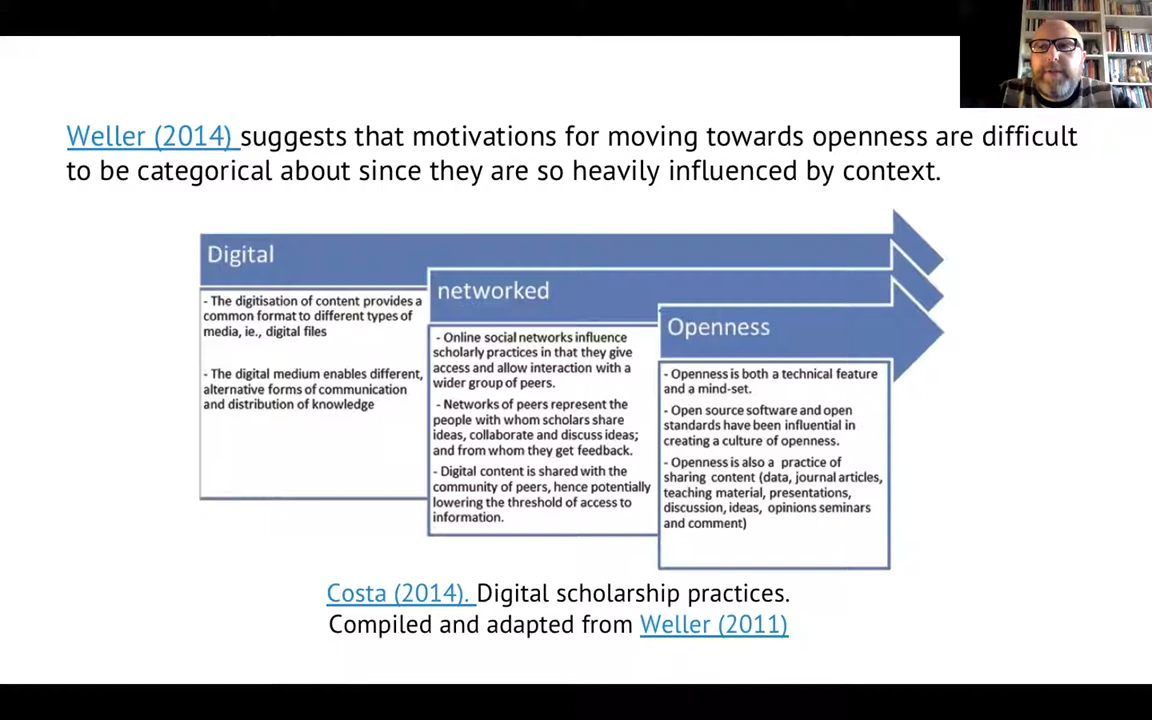 Weller (2014) suggests that motivations for moving towards openness are difficult
to be categorical about since they are so heavily influenced by context.
Digital
- The digitisation of content provides a
common format to different types of
media, ie., digital files
- The digital medium enables different,
alternative forms of communication
and distribution of knowledge
networked
- Online social networks influence
scholarly practices in that they give
access and allow interaction with a
wider group of peers.
- Networks of peers represent the
people with whom scholars share
ideas, collaborate and discuss ideas;
and from whom they get feedback.
- Digital content is shared with the
community of peers, hence potentially
lowering the threshold of access to
information.
Openness
- Openness is both a technical feature
and a mind-set.
- Open source software and open
standards have been influential in
creating a culture of openness.
- Openness is also a practice of
sharing content (data, journal articles,
teaching material, presentations,
discussion, ideas, opinions seminars
and comment)
Costa (2014). Digital scholarship practices.
Compiled and adapted from Weller (2011)